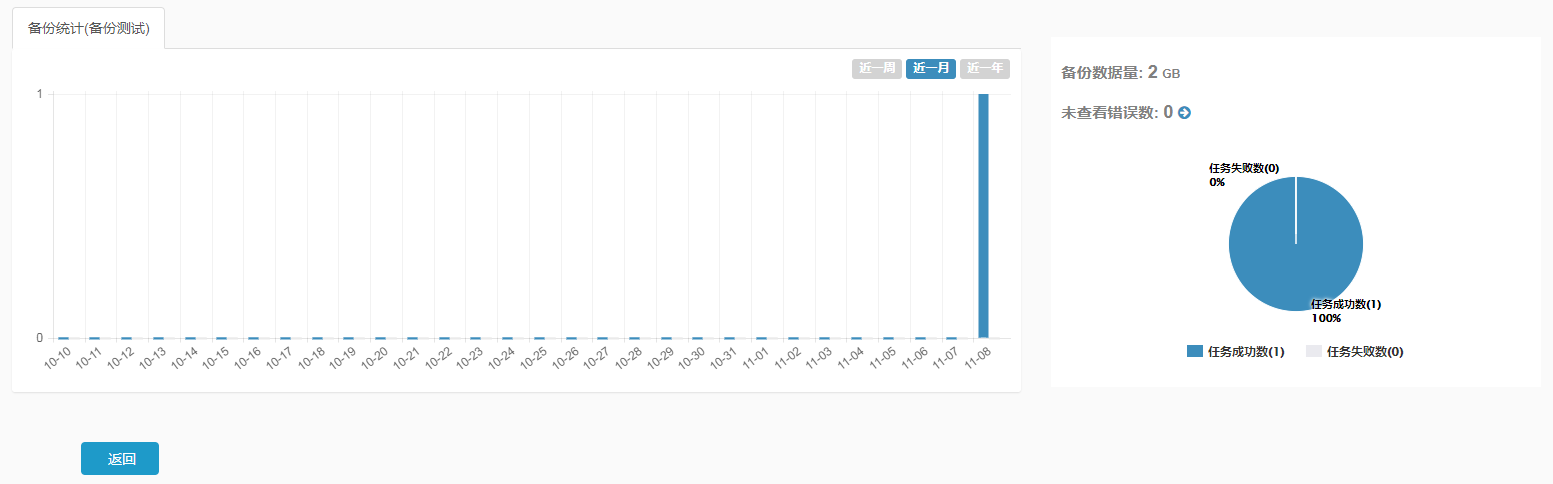 备份统计(备份测试)
近一周 近一月 近一年
1
0
10-10 10-11 10-12 10-13 10-14 10-15 10-16 10-17 10-18 10-19 10-20 10-21 10-22 10-23 10-24 10-25 10-26 10-27 10-28 10-29 10-30 10-31 11-01 11-02 11-03 11-04 11-05 11-06 11-07 11-08
备份数据量: 2 GB
未查看错误数: 0
任务失败数(0)
0%
任务成功数(1)
100%
任务成功数(1) 任务失败数(0)
返回